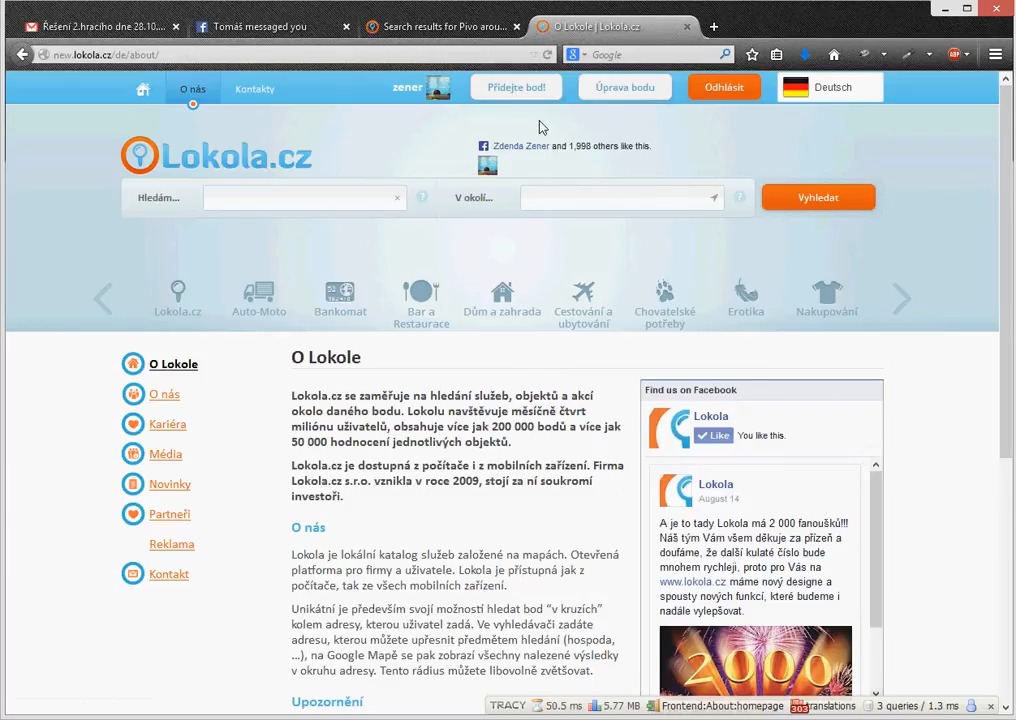 Řešení 2.hracího dne 28.10.... × Tomáš messaged you × Search results for Pivo arou... × O Lokole | Lokola.cz ×
new.lokola.cz/de/about/ Google
O nás Kontakty zener Přidejte bod! Úprava bodu Odhlásit Deutsch
Zdenda Zener and 1,998 others like this.
Lokola.cz
Hledám... V okolí... Vyhledat
Lokola.cz Auto-Moto Bankomat Bar a Restaurace Dům a zahrada Cestování a ubytování Chovatelské potřeby Erotika Nakupování
O Lokole
O nás
Kariéra
Média
Novinky
Partneři
Reklama
Kontakt
O Lokole
Lokola.cz se zaměřuje na hledání služeb, objektů a akcí
okolo daného bodu. Lokolu navštěvuje měsíčně čtvrt
miliónu uživatelů, obsahuje více jak 200 000 bodů a více jak
50 000 hodnocení jednotlivých objektů.
Lokola.cz je dostupná z počítače i z mobilních zařízení. Firma
Lokola.cz s.r.o. vznikla v roce 2009, stojí za ní soukromí
investoři.
O nás
Lokola je lokální katalog služeb založené na mapách. Otevřená
platforma pro firmy a uživatele. Lokola je přístupná jak z
počítače, tak ze všech mobilních zařízení.
Unikátní je především svojí možností hledat bod “v kruzích”
kolem adresy, kterou uživatel zadá. Ve vyhledávači zadáte
adresu, kterou můžete upřesnit předmětem hledání (hospoda,
…), na Google Mapě se pak zobrazí všechny nalezené výsledky
v okruhu adresy. Tento rádius můžete libovolně zvětšovat.
Upozornění
Find us on Facebook
Lokola
Like You like this.
Lokola
August 14
A je to tady Lokola má 2 000 fanoušků!!!
Náš tým Vám všem děkuje za přízeň a
doufáme, že další kulaté číslo bude
mnohem rychleji, proto pro Vás na
www.lokola.cz máme nový designe a
spousty nových funkcí, které budeme i
nadále vylepšovat.
2000
TRACY 50.5 ms 5.77 MB Frontend:About:homepage 303 translations 3 queries / 1.3 ms ×